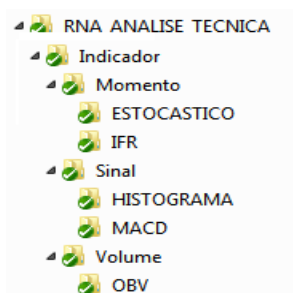 RNA ANALISE TECNICA
Indicador
Momento
ESTOCASTICO
IFR
Sinal
HISTOGRAMA
MACD
Volume
OBV